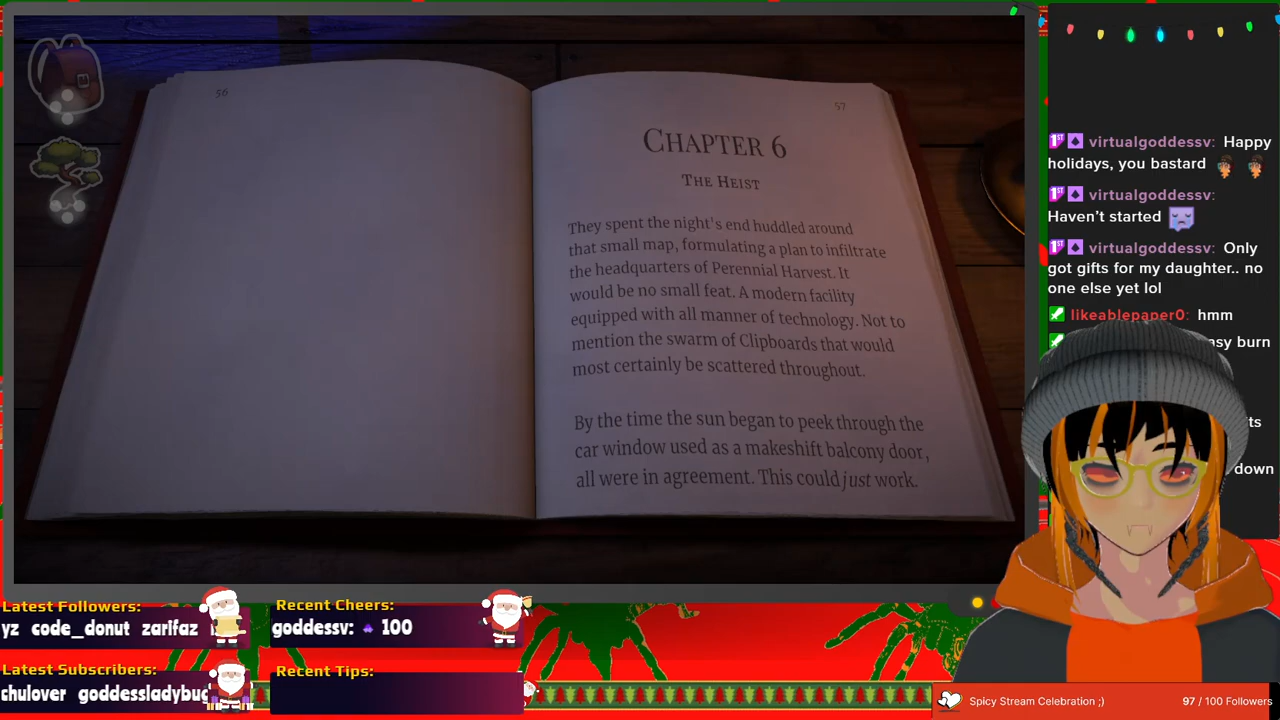 56
57
CHAPTER 6
THE HEIST
They spent the night's end huddled around
that small map, formulating a plan to infiltrate
the headquarters of Perennial Harvest. It
would be no small feat. A modern facility
equipped with all manner of technology. Not to
mention the swarm of Clipboards that would
most certainly be scattered throughout.
By the time the sun began to peek through the
car window used as a makeshift balcony door,
all were in agreement. This could just work.
virtualgoddessv: Happy
holidays, you bastard
virtualgoddessv:
Haven't started
virtualgoddessv: Only
got gifts for my daughter.. no
one else yet lol
likeablepaper0: hmm
burn
down
Latest Followers:
yz code_donut zarifaz
Recent Cheers:
goddessv: 100
Latest Subscribers:
chulover goddessladybug
Recent Tips:
Spicy Stream Celebration ;)
97 / 100 Followers